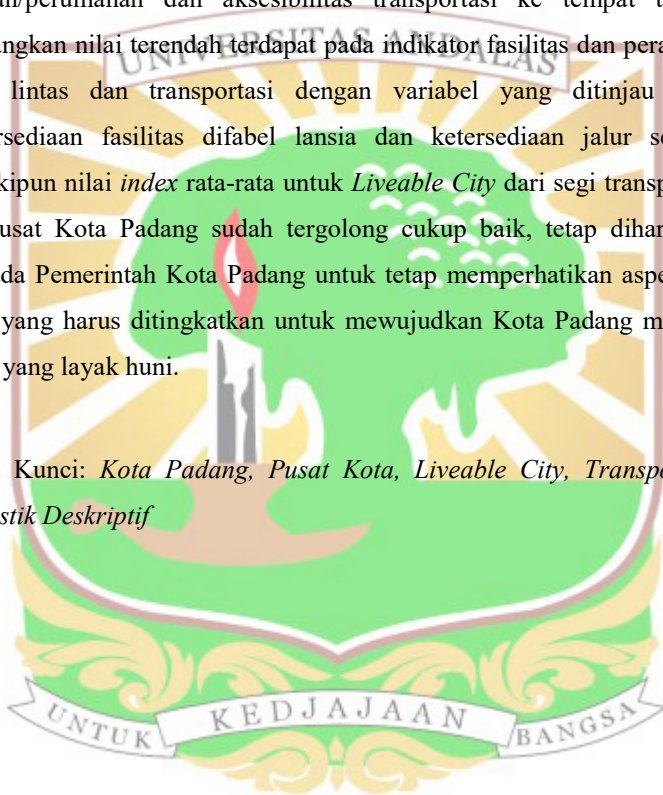 an/perumahan dan aksesibilitas transportasi ke tempat t
angkan nilai terendah terdapat pada indikator fasilitas dan pera
UNIVERSITAS ANDALAS
lintas dan transportasi dengan variabel yang ditinjau
ersediaan fasilitas difabel lansia dan ketersediaan jalur se
kipun nilai index rata-rata untuk Liveable City dari segi transp
usat Kota Padang sudah tergolong cukup baik, tetap dihar
ada Pemerintah Kota Padang untuk tetap memperhatikan aspe
yang harus ditingkatkan untuk mewujudkan Kota Padang m
yang layak huni.
Kunci: Kota Padang, Pusat Kota, Liveable City, Transpo
stik Deskriptif
UNTUK KEDJAJAAN BANGSA